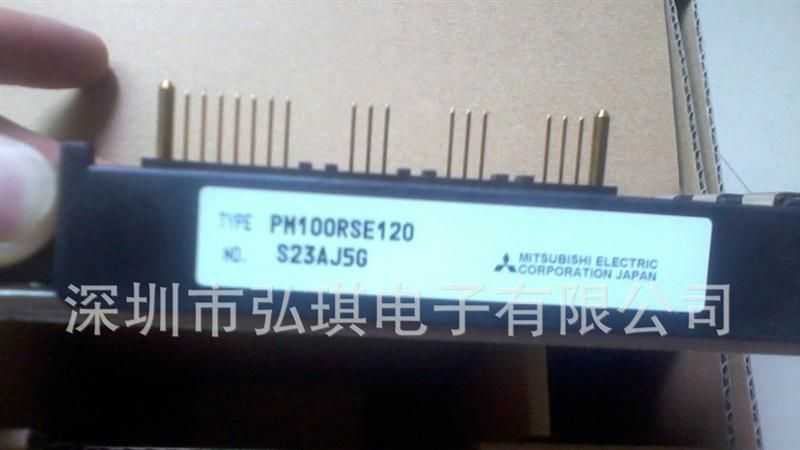 TYPE PM100RSE120
NO. S23AJ5G
MITSUBISHI ELECTRIC
CORPORATION JAPAN
深圳市弘琪电子有限公司